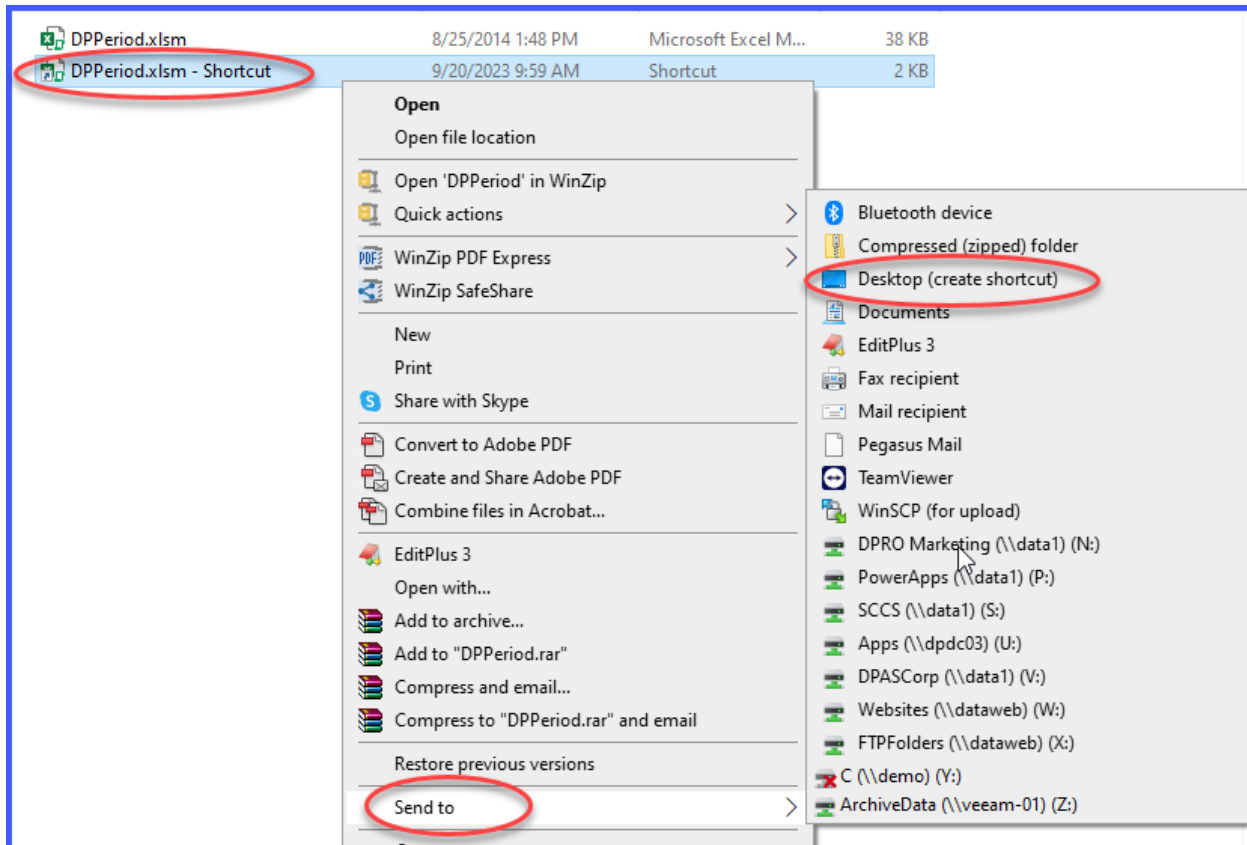 DPPeriod.xlsm 8/25/2014 1:48 PM Microsoft Excel M... 38 KB
DPPeriod.xlsm - Shortcut 9/20/2023 9:59 AM Shortcut 2 KB
Open
Open file location
Open 'DPPeriod' in WinZip
Quick actions
PDF WinZip PDF Express
WinZip SafeShare
New
Print
S Share with Skype
Convert to Adobe PDF
Create and Share Adobe PDF
Combine files in Acrobat...
EditPlus 3
Open with...
Add to archive...
Add to "DPPeriod.rar"
Compress and email...
Compress to "DPPeriod.rar" and email
Restore previous versions
Send to
Bluetooth device
Compressed (zipped) folder
Desktop (create shortcut)
Documents
EditPlus 3
Fax recipient
Mail recipient
Pegasus Mail
TeamViewer
WinSCP (for upload)
DPRO Marketing (\\data1) (N:)
PowerApps (\\data1) (P:)
SCCS (\\data1) (S:)
Apps (\\dpdc03) (U:)
DPASCorp (\\data1) (V:)
Websites (\\dataweb) (W:)
FTPFolders (\\dataweb) (X:)
C (\\demo) (Y:)
ArchiveData (\\veeam-01) (Z:)